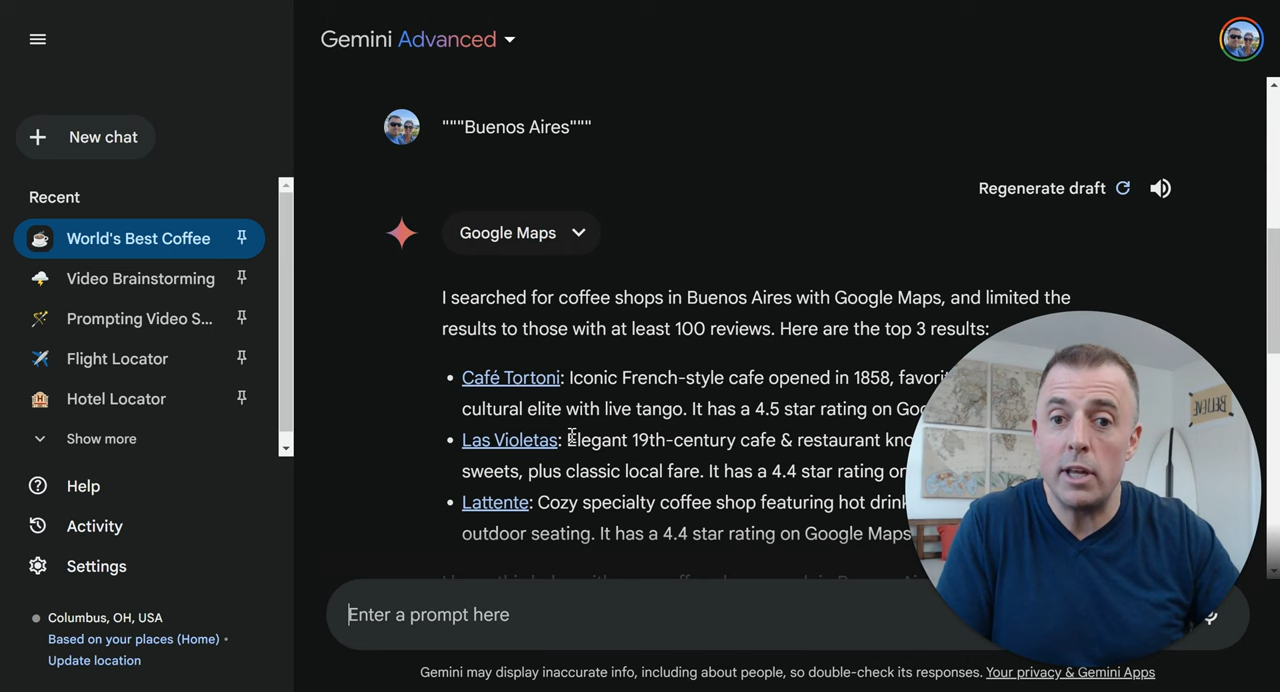 Gemini Advanced
New chat
Recent
World's Best Coffee
Video Brainstorming
Prompting Video S...
Flight Locator
Hotel Locator
Show more
Help
Activity
Settings
Columbus, OH, USA
Based on your places (Home) •
Update location
"""Buenos Aires"""
Regenerate draft
Google Maps
I searched for coffee shops in Buenos Aires with Google Maps, and limited the
results to those with at least 100 reviews. Here are the top 3 results:
• Café Tortoni: Iconic French-style cafe opened in 1858,
cultural elite with live tango. It has a 4.5 star rating on
• Las Violetas: Elegant 19th-century cafe & restaurant
sweets, plus classic local fare. It has a 4.4 star rating
• Lattente: Cozy specialty coffee shop featuring hot
outdoor seating. It has a 4.4 star rating on Google Maps
BELIEVE
Enter a prompt here
Gemini may display inaccurate info, including about people, so double-check its responses. Your privacy & Gemini Apps